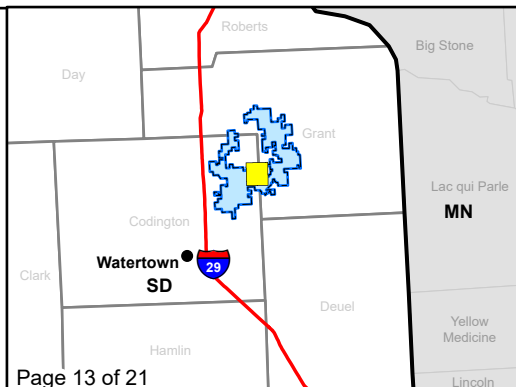 Roberts
Big Stone
Day
Grant
Lac qui Parle
MN
Codington
Watertown
29
SD
Clark
Deuel
Yellow
Medicine
Hamlin
Page 13 of 21
Lincoln